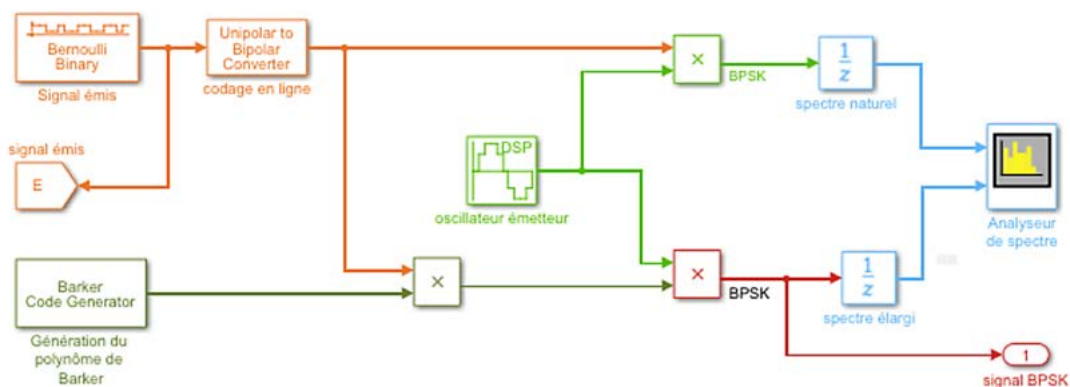 Bernoulli
Binary
Signal émis
Unipolar to
Bipolar
Converter
codage en ligne
×
BPSK
1
z
spectre naturel
signal émis
E
DSP
oscillateur émetteur
Analyseur
de spectre
Barker
Code Generator
Génération du
polynôme de
Barker
×
×
BPSK
1
z
spectre élargi
1
signal BPSK